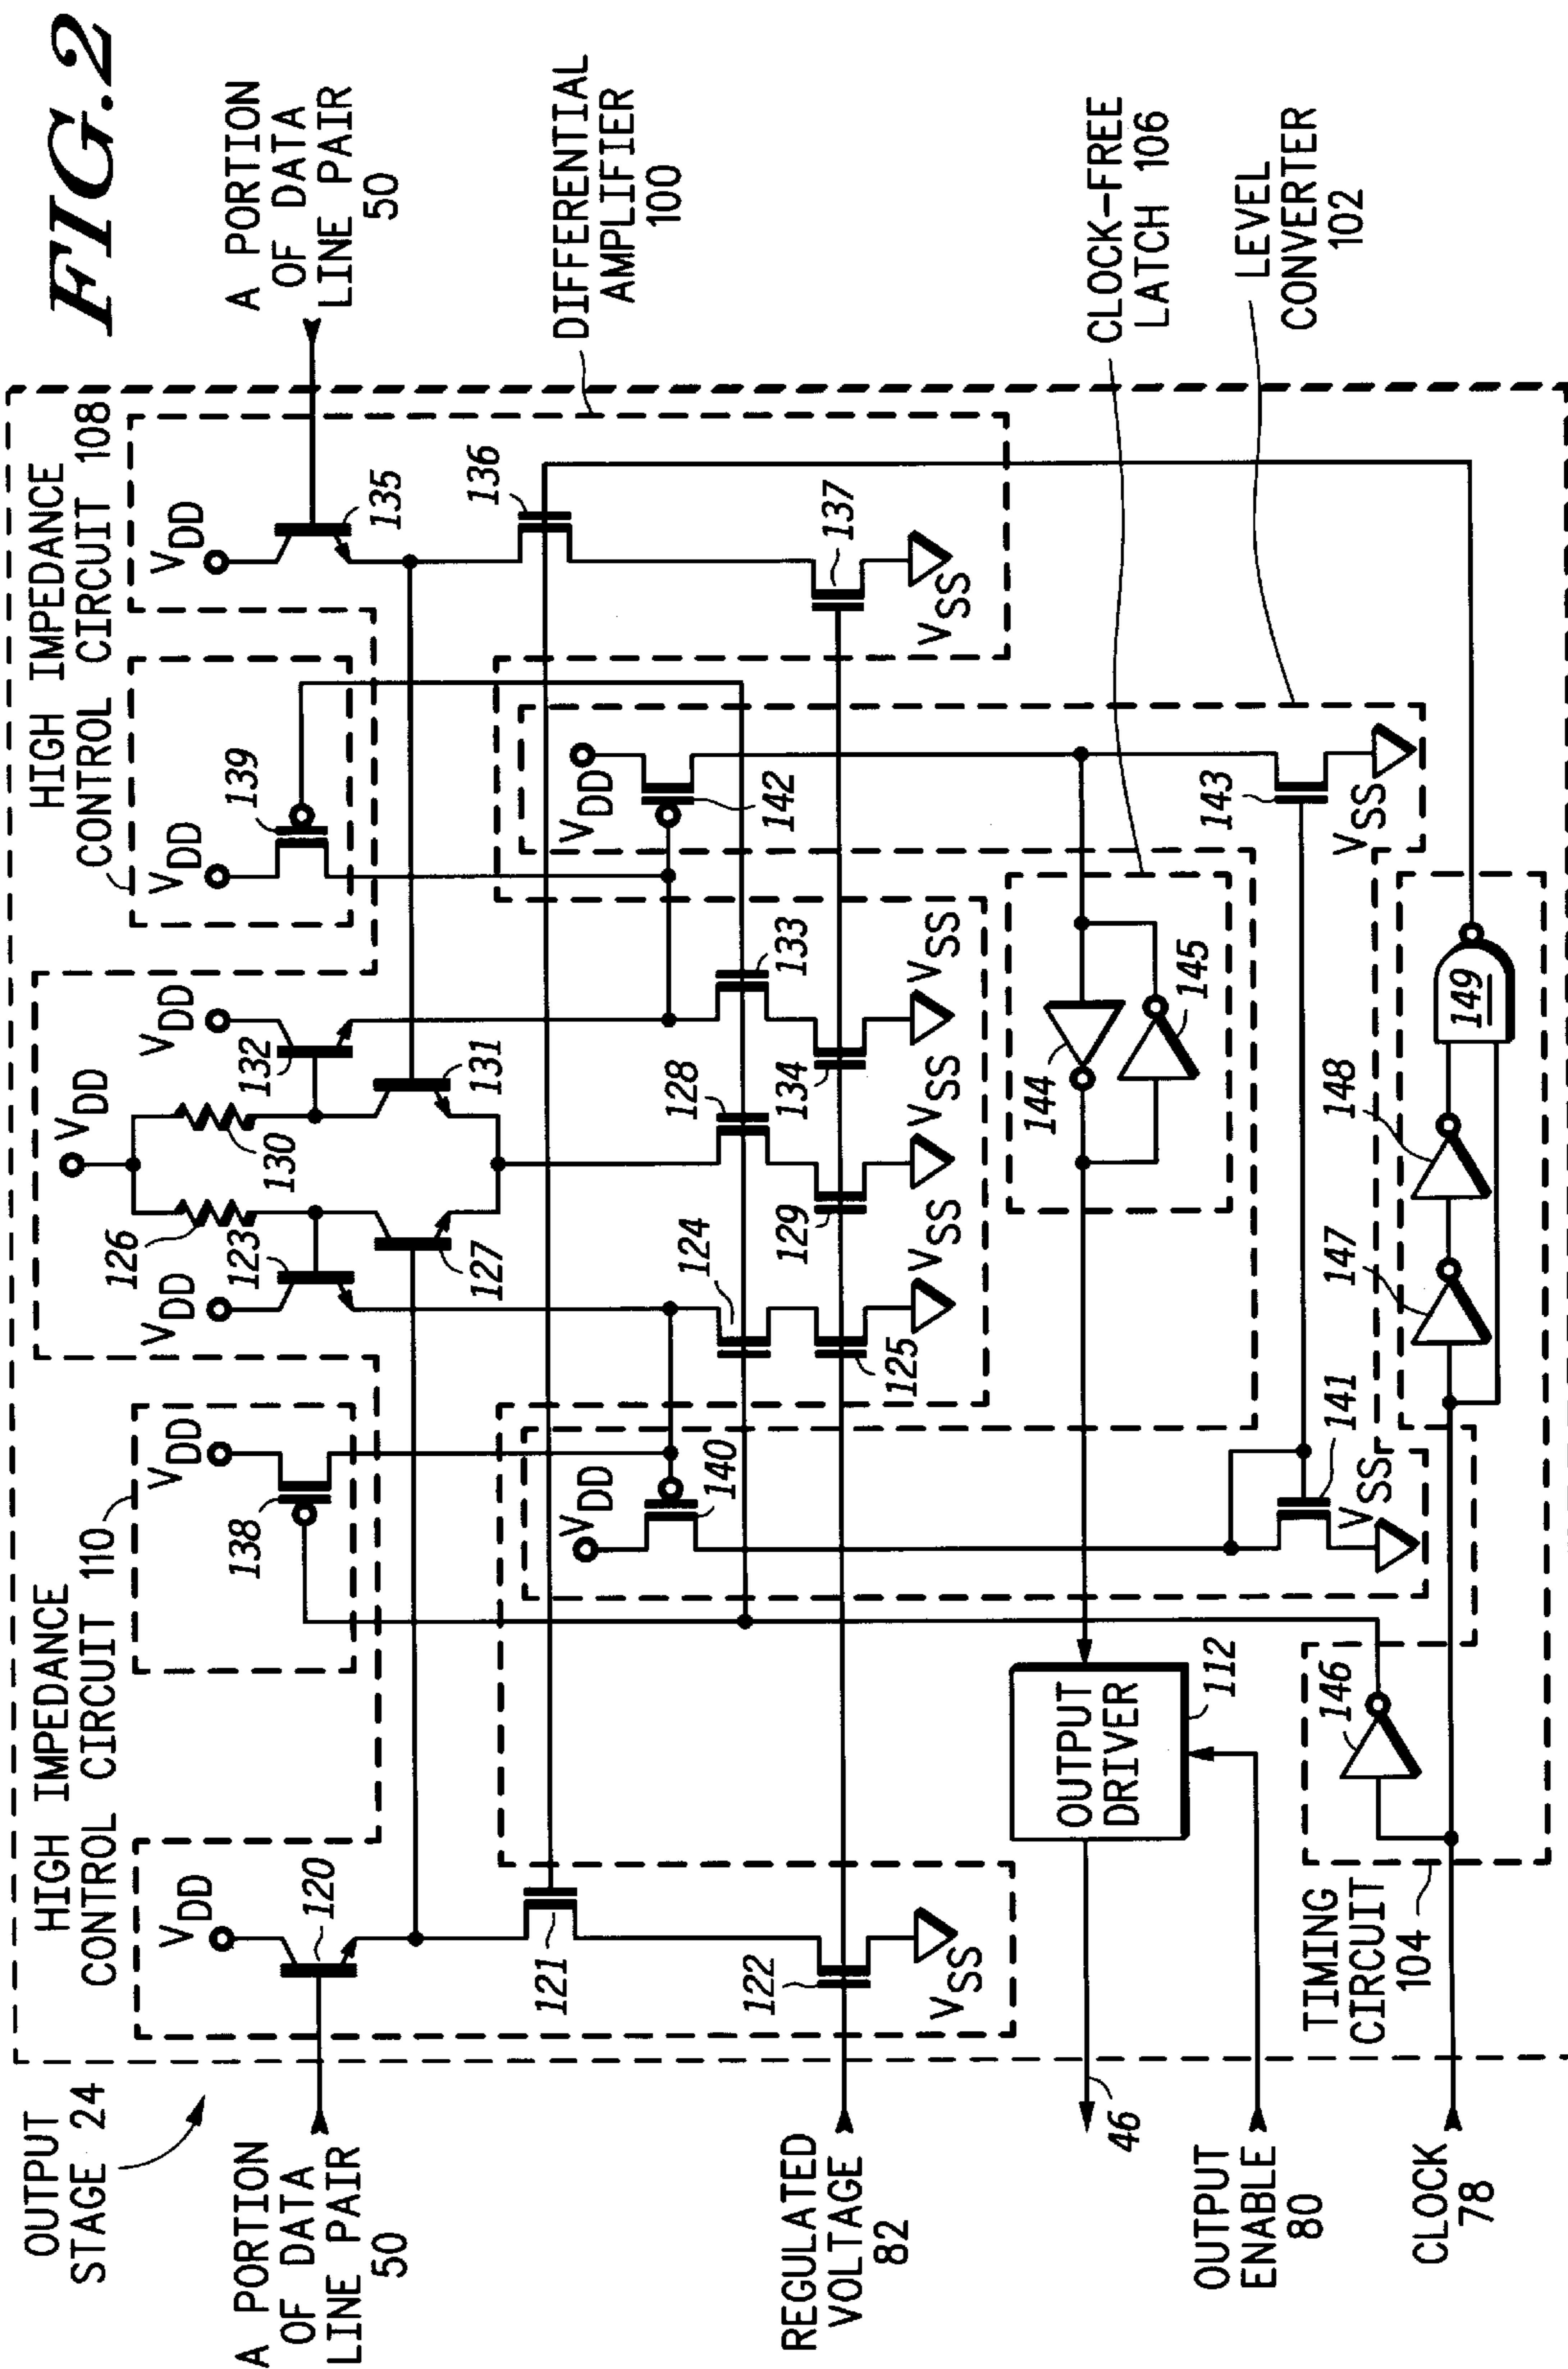 FIG.2
OUTPUT
STAGE 24
HIGH IMPEDANCE
CONTROL CIRCUIT 110
HIGH IMPEDANCE
CONTROL CIRCUIT 108
A PORTION
OF DATA
LINE PAIR
50
A PORTION
OF DATA
LINE PAIR
50
VDD
120
121
122
VSS
VDD
138
VDD
126
130
VDD
123
127
VDD
132
131
VDD
139
VDD
135
136
137
VSS
DIFFERENTIAL
AMPLIFIER
100
124
125
VSS
128
129
VSS
133
134
VSS
VDD
140
141
VSS
VDD
142
143
VSS
144
145
CLOCK-FREE
LATCH 106
LEVEL
CONVERTER
102
REGULATED
VOLTAGE
82
OUTPUT
DRIVER
112
46
OUTPUT
ENABLE
80
TIMING
CIRCUIT
104
146
147
148
149
CLOCK
78